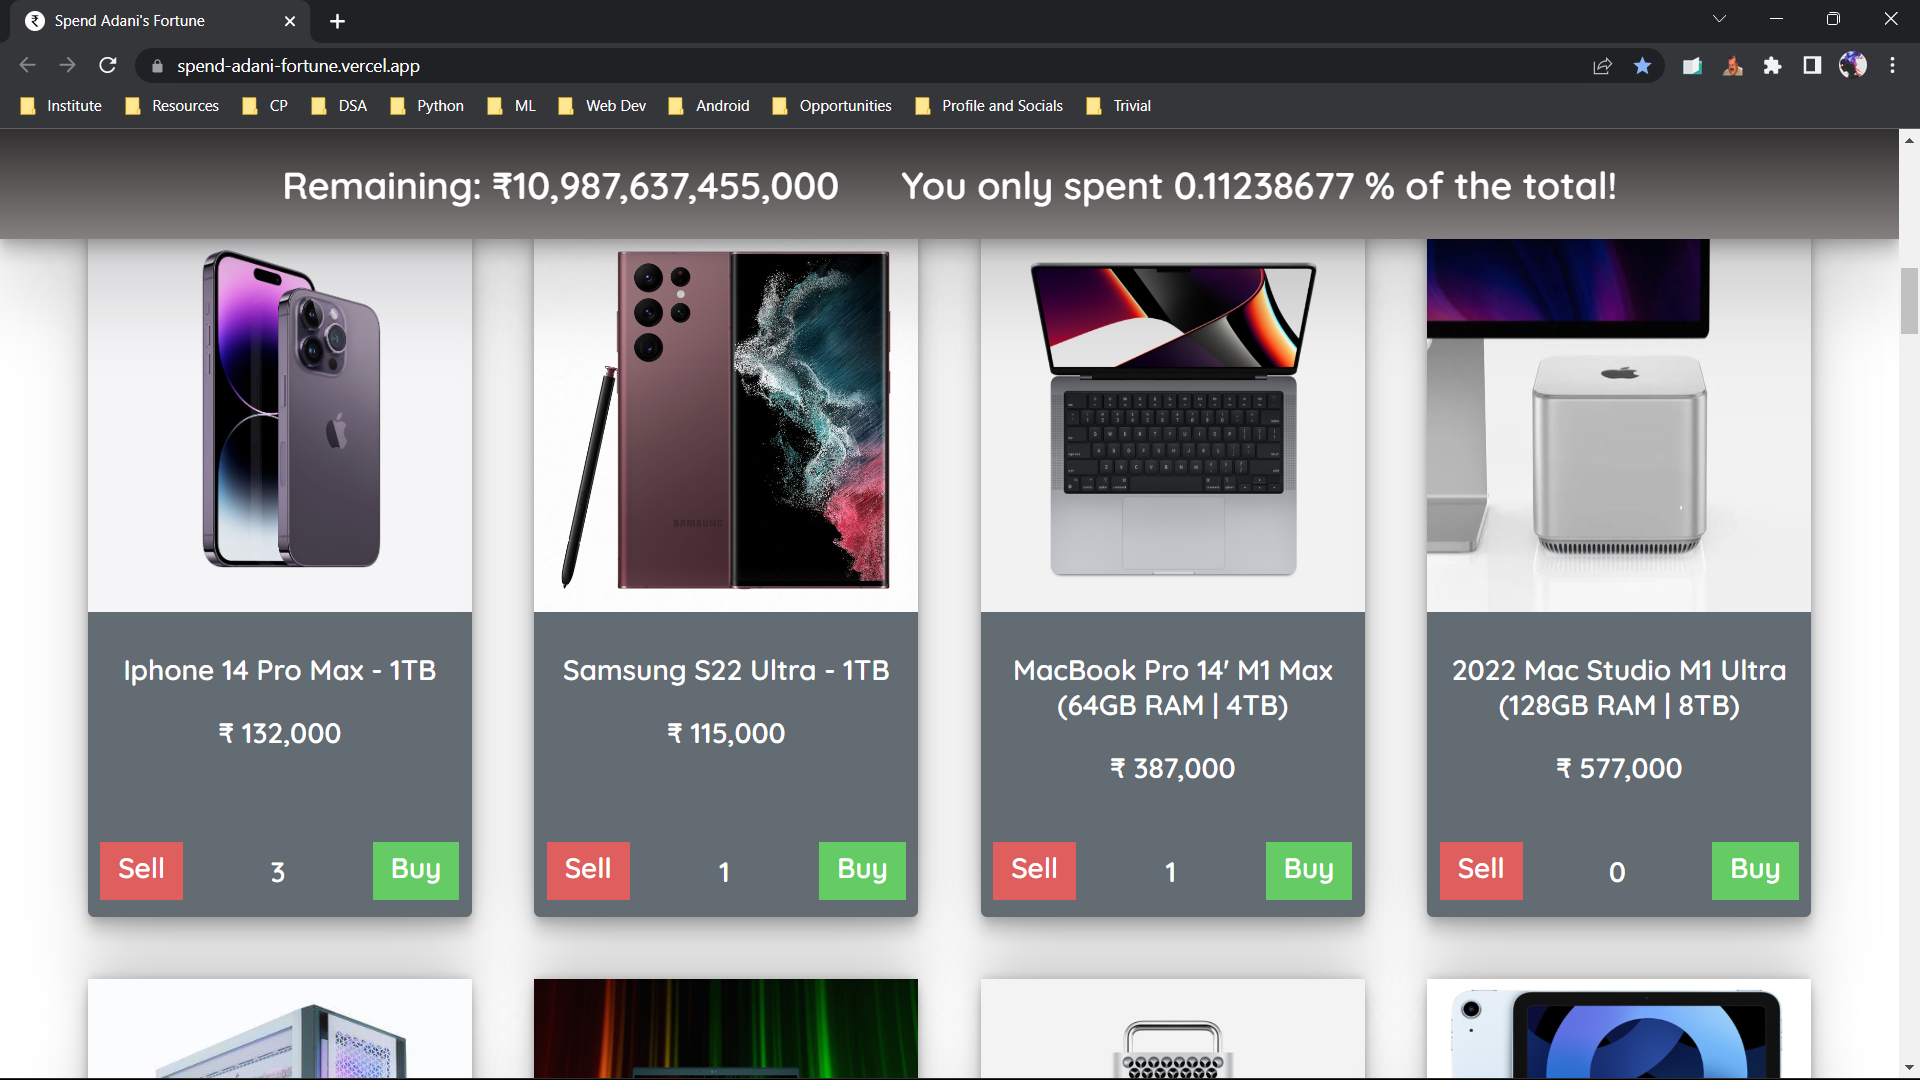 Spend Adani's Fortune
spend-adani-fortune.vercel.app
Institute Resources CP DSA Python ML Web Dev Android Opportunities Profile and Socials Trivial
Remaining: ₹10,987,637,455,000 You only spent 0.11238677 % of the total!
SAMSUNG
Iphone 14 Pro Max - 1TB
₹ 132,000
Sell 3 Buy
Samsung S22 Ultra - 1TB
₹ 115,000
Sell 1 Buy
MacBook Pro 14' M1 Max
(64GB RAM | 4TB)
₹ 387,000
Sell 1 Buy
2022 Mac Studio M1 Ultra
(128GB RAM | 8TB)
₹ 577,000
Sell 0 Buy